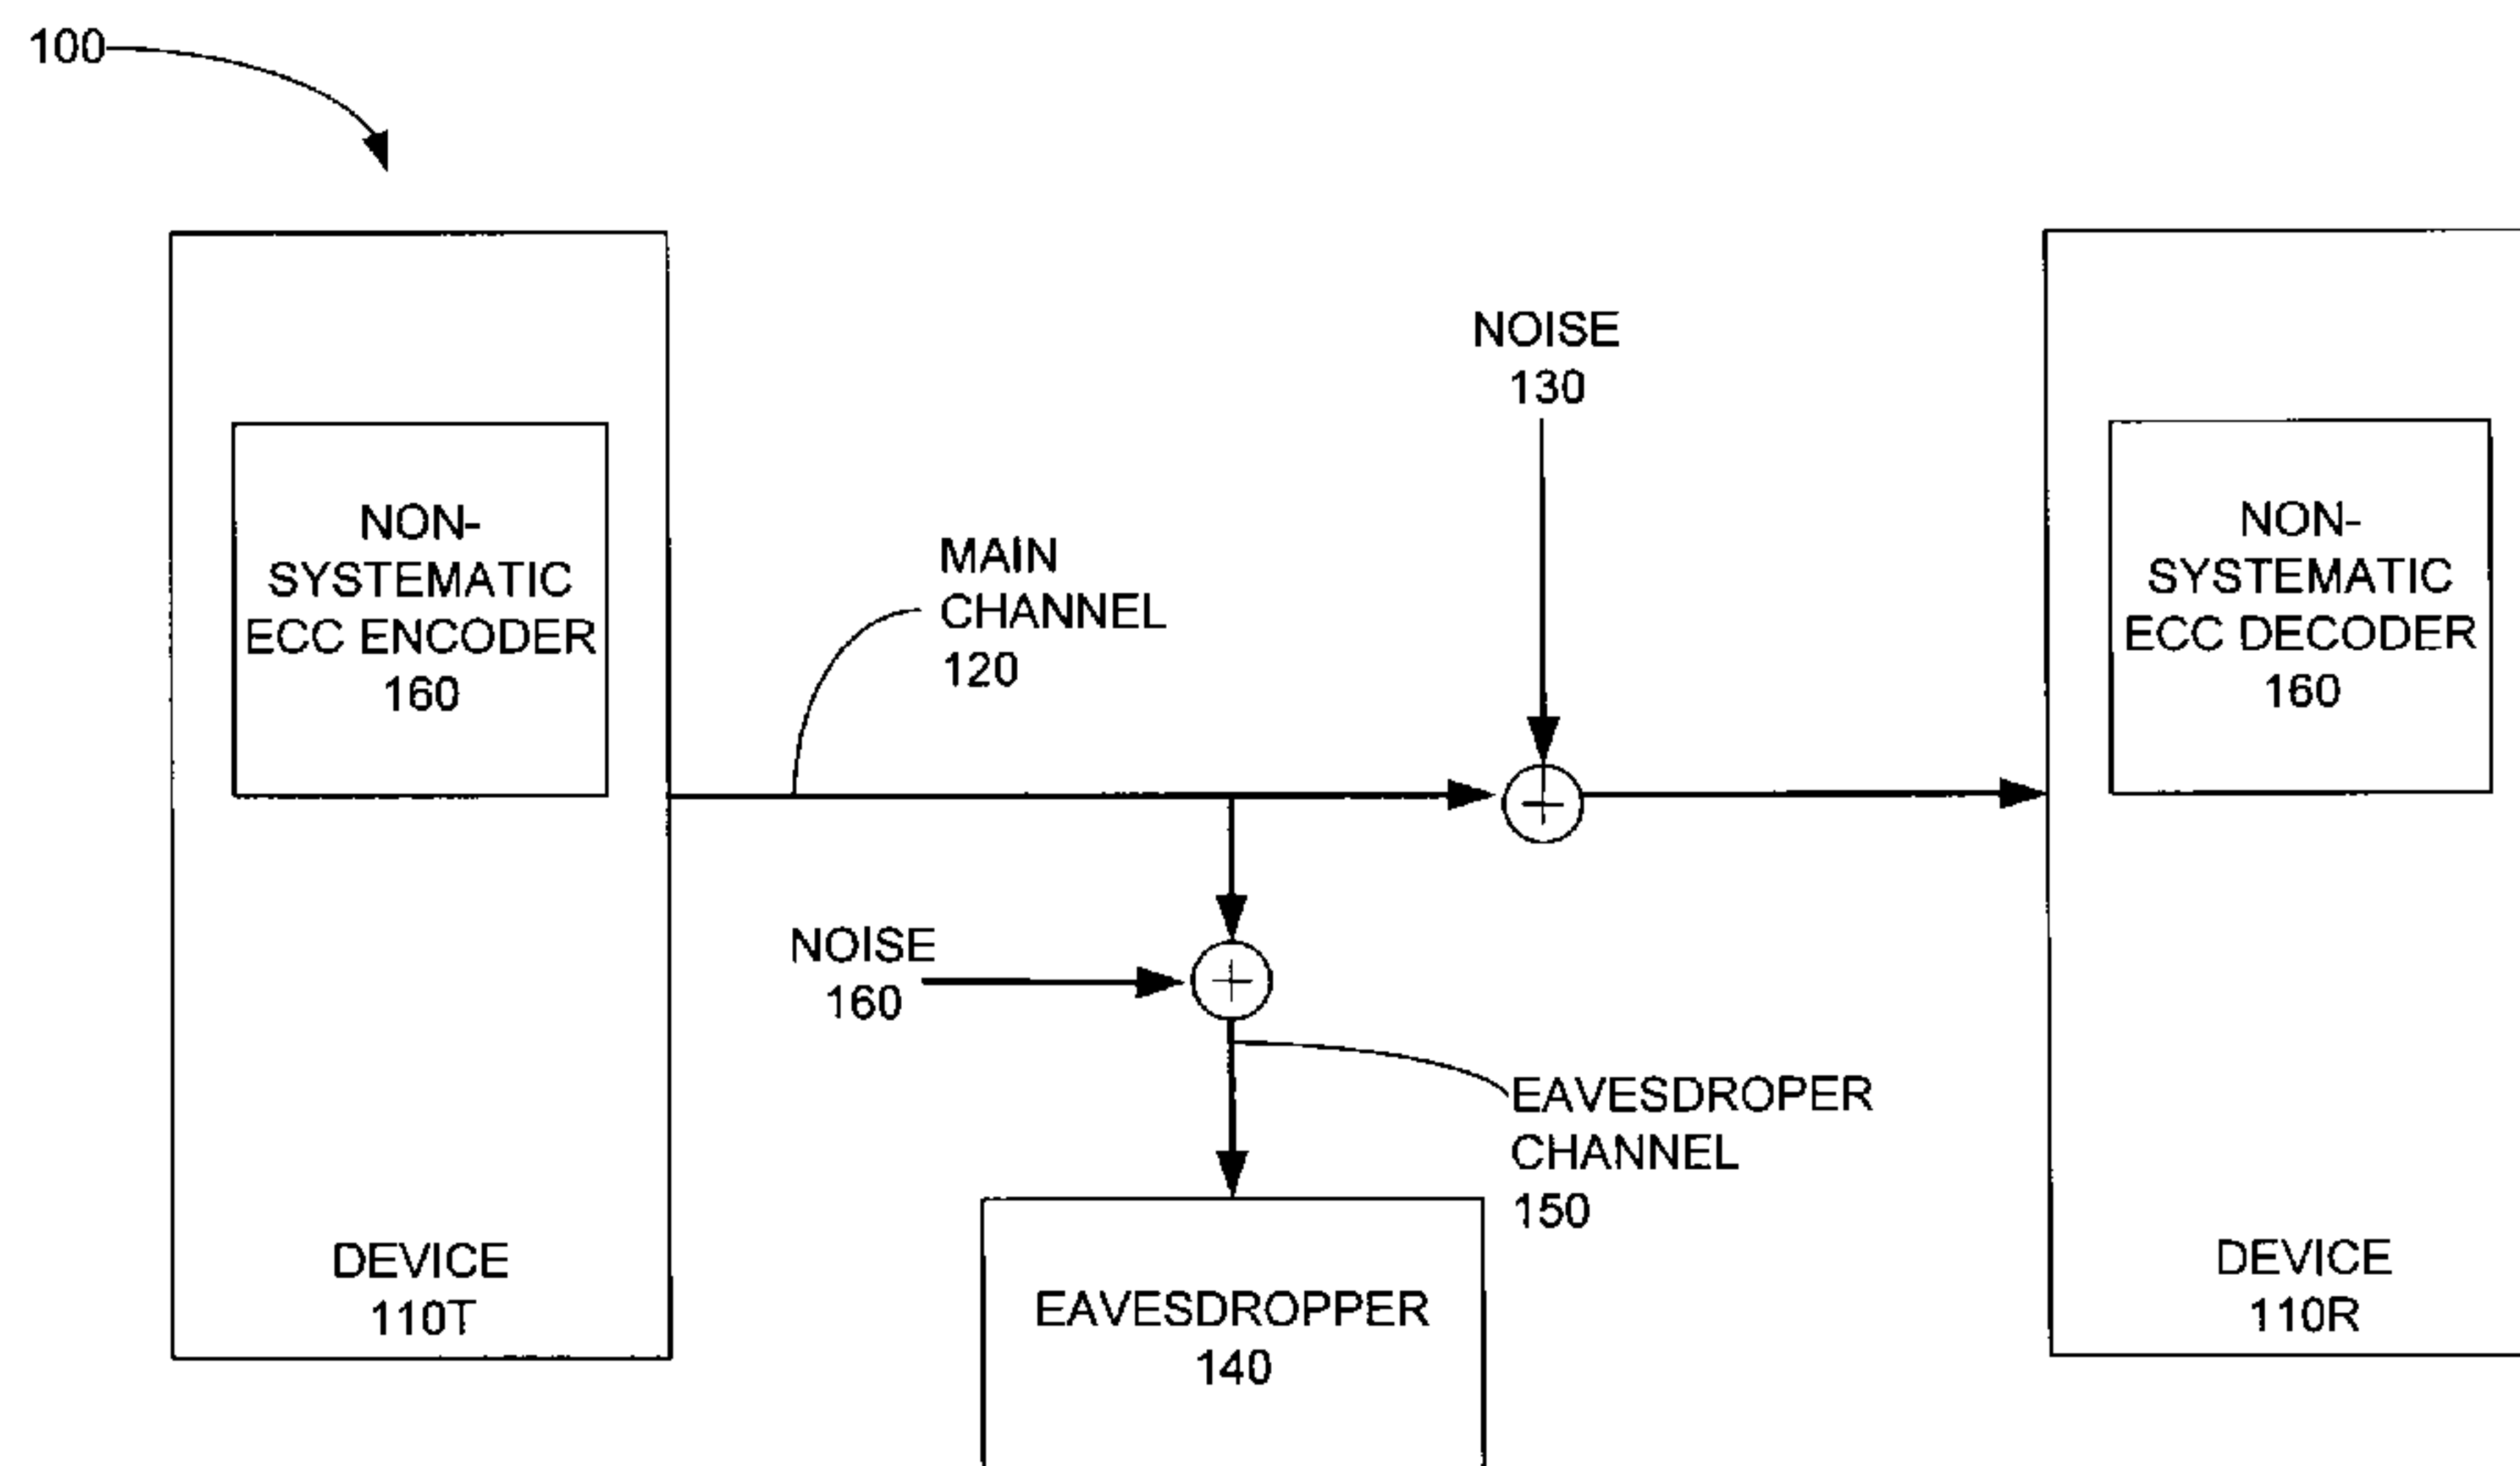 100
NOISE
130
NON-
SYSTEMATIC
ECC ENCODER
160
NON-
SYSTEMATIC
ECC DECODER
160
MAIN
CHANNEL
120
NOISE
160
EAVESDROPER
CHANNEL
150
DEVICE
110T
EAVESDROPPER
140
DEVICE
110R